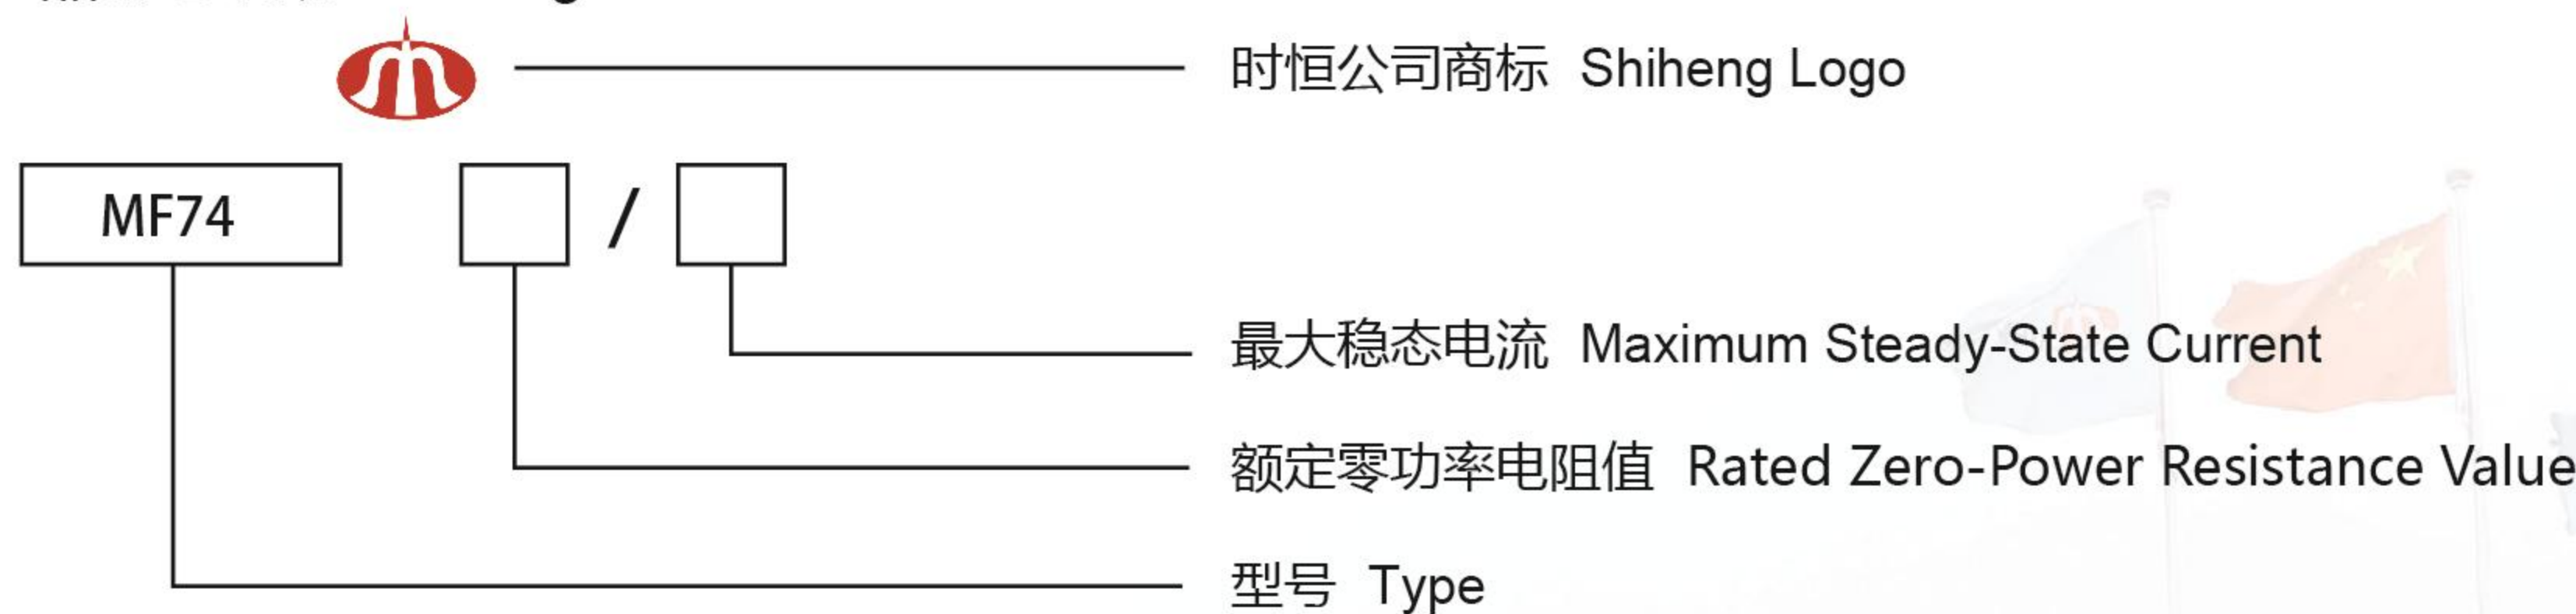 时恒公司商标 Shiheng Logo
MF74 /
最大稳态电流 Maximum Steady-State Current
额定零功率电阻值 Rated Zero-Power Resistance Value
型号 Type